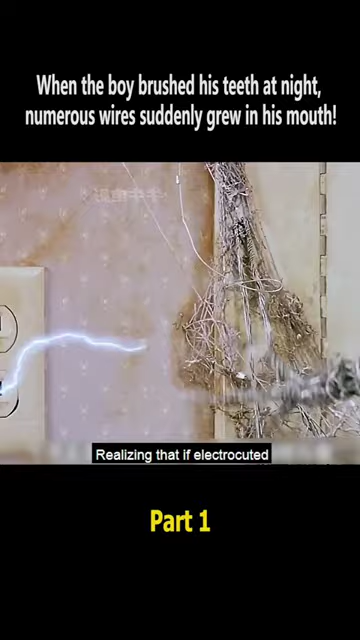 When the boy brushed his teeth at night,
numerous wires suddenly grew in his mouth!
Realizing that if electrocuted
Part 1